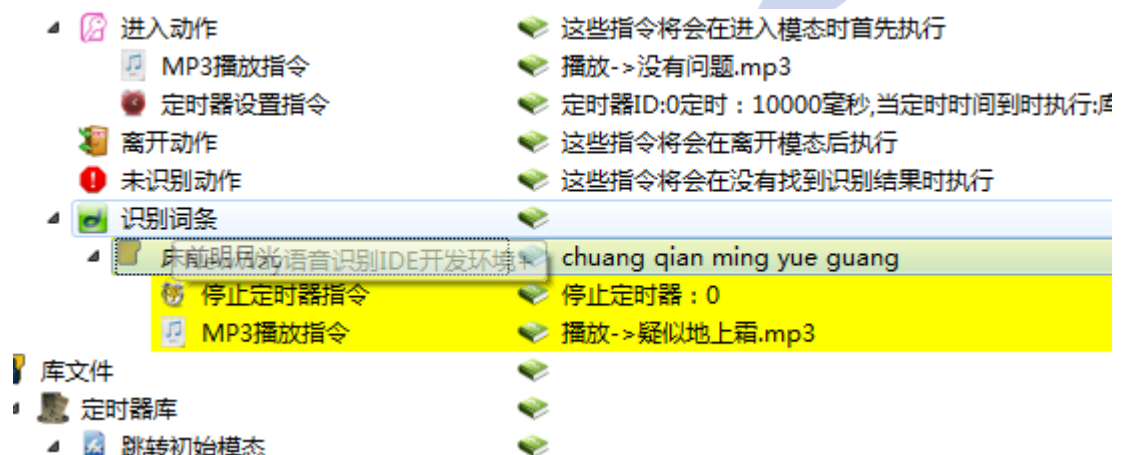 进入动作 这些指令将会在进入模态时首先执行
MP3播放指令 播放->没有问题.mp3
定时器设置指令 定时器ID:0定时：10000毫秒,当定时时间到时执行:库
离开动作 这些指令将会在离开模态后执行
未识别动作 这些指令将会在没有找到识别结果时执行
识别词条
床前明月光 chuang qian ming yue guang
语音识别IDE开发环境
停止定时器指令 停止定时器：0
MP3播放指令 播放->疑似地上霜.mp3
库文件
定时器库
跳转初始模态